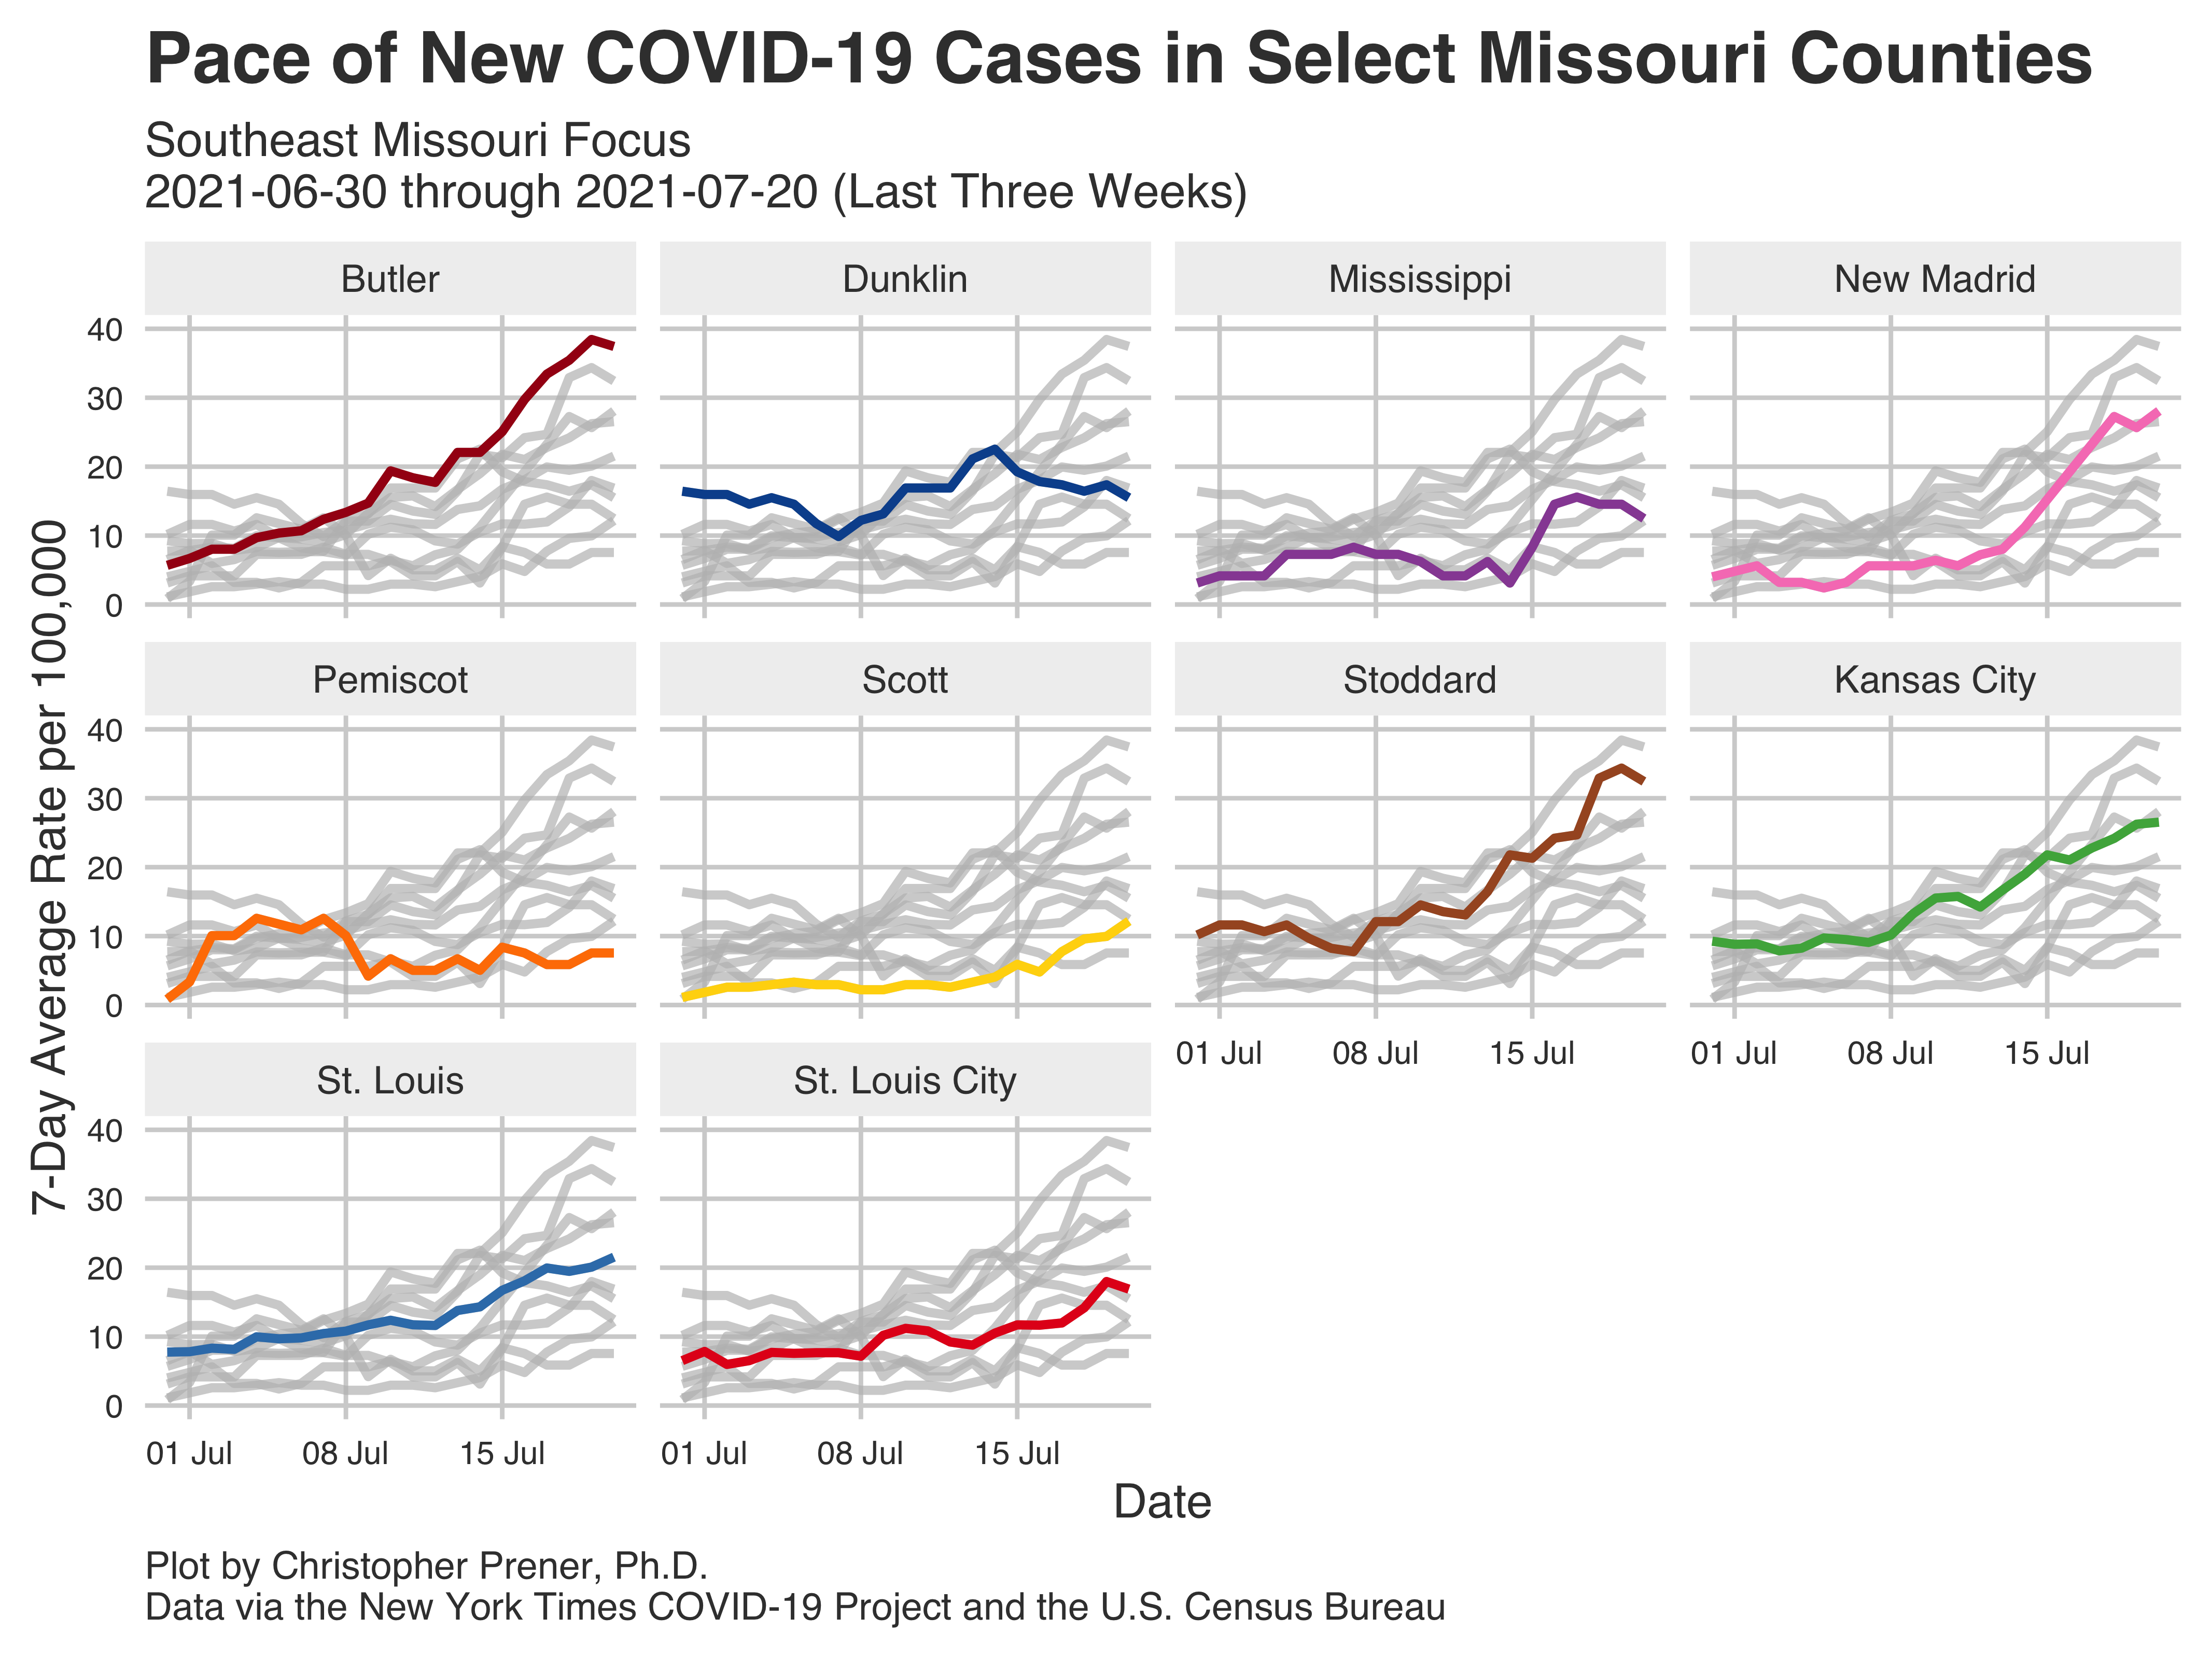 Pace of New COVID-19 Cases in Select Missouri Counties
Southeast Missouri Focus
2021-06-30 through 2021-07-20 (Last Three Weeks)
7-Day Average Rate per 100,000
Butler
Dunklin
Mississippi
New Madrid
40
30
20
10
0
Pemiscot
Scott
Stoddard
Kansas City
40
30
20
10
0
01 Jul
08 Jul
15 Jul
01 Jul
08 Jul
15 Jul
St. Louis
St. Louis City
40
30
20
10
0
01 Jul
08 Jul
15 Jul
01 Jul
08 Jul
15 Jul
Date
Plot by Christopher Prener, Ph.D.
Data via the New York Times COVID-19 Project and the U.S. Census Bureau